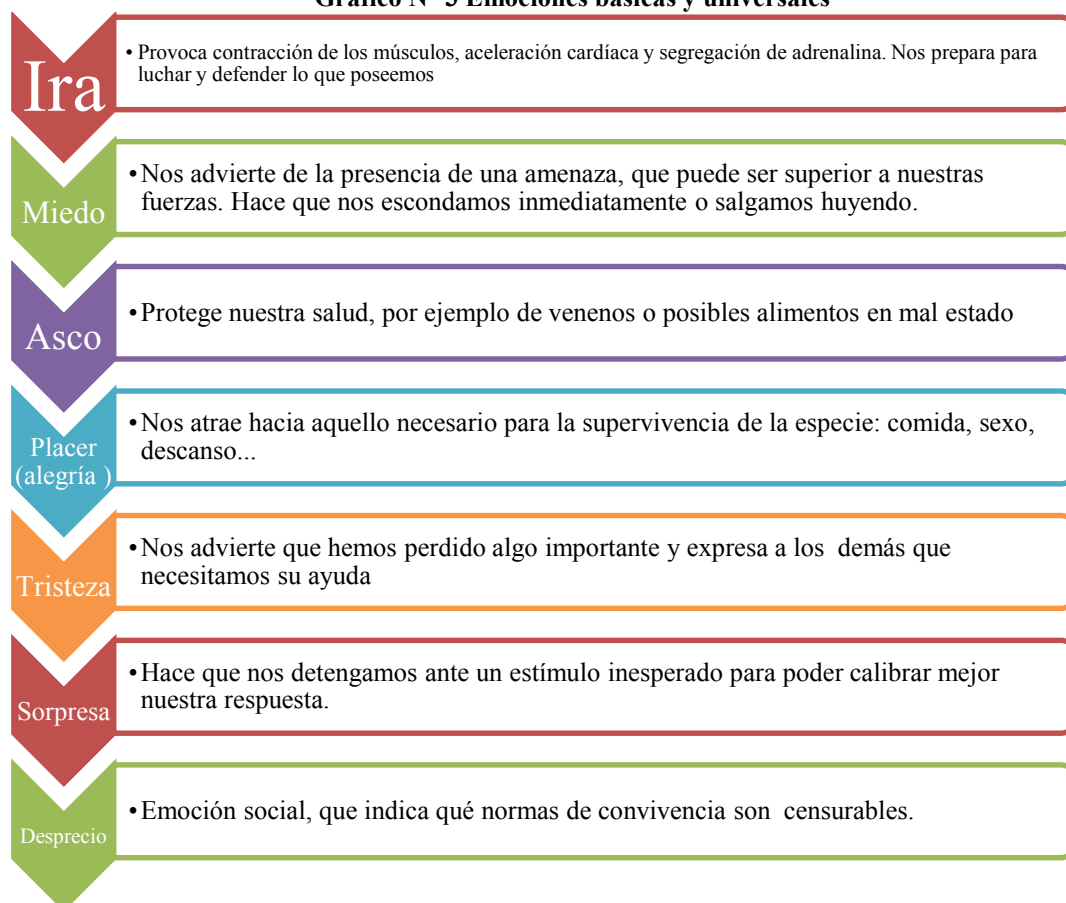 Gráfico N° 3 Emociones básicas y universales
Ira
• Provoca contracción de los músculos, aceleración cardíaca y segregación de adrenalina. Nos prepara para
luchar y defender lo que poseemos
Miedo
• Nos advierte de la presencia de una amenaza, que puede ser superior a nuestras
fuerzas. Hace que nos escondamos inmediatamente o salgamos huyendo.
Asco
• Protege nuestra salud, por ejemplo de venenos o posibles alimentos en mal estado
Placer
(alegría )
• Nos atrae hacia aquello necesario para la supervivencia de la especie: comida, sexo,
descanso...
Tristeza
• Nos advierte que hemos perdido algo importante y expresa a los demás que
necesitamos su ayuda
Sorpresa
• Hace que nos detengamos ante un estímulo inesperado para poder calibrar mejor
nuestra respuesta.
Desprecio
• Emoción social, que indica qué normas de convivencia son censurables.